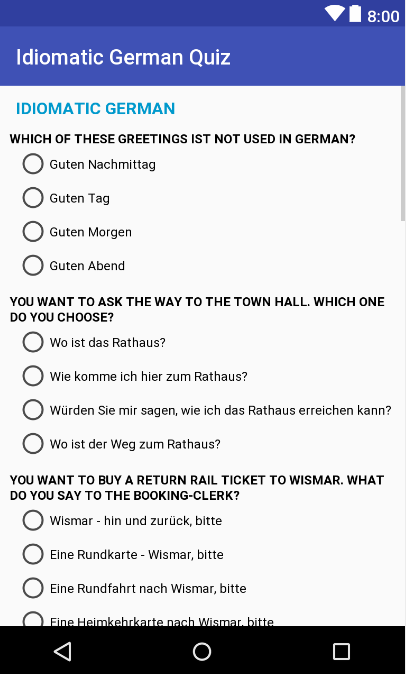 8:00
Idiomatic German Quiz
IDIOMATIC GERMAN
WHICH OF THESE GREETINGS IST NOT USED IN GERMAN?
Guten Nachmittag
Guten Tag
Guten Morgen
Guten Abend
YOU WANT TO ASK THE WAY TO THE TOWN HALL. WHICH ONE
DO YOU CHOOSE?
Wo ist das Rathaus?
Wie komme ich hier zum Rathaus?
Würden Sie mir sagen, wie ich das Rathaus erreichen kann?
Wo ist der Weg zum Rathaus?
YOU WANT TO BUY A RETURN RAIL TICKET TO WISMAR. WHAT
DO YOU SAY TO THE BOOKING-CLERK?
Wismar - hin und zurück, bitte
Eine Rundkarte - Wismar, bitte
Eine Rundfahrt nach Wismar, bitte
Eine Heimkehrkarte nach Wismar, bitte